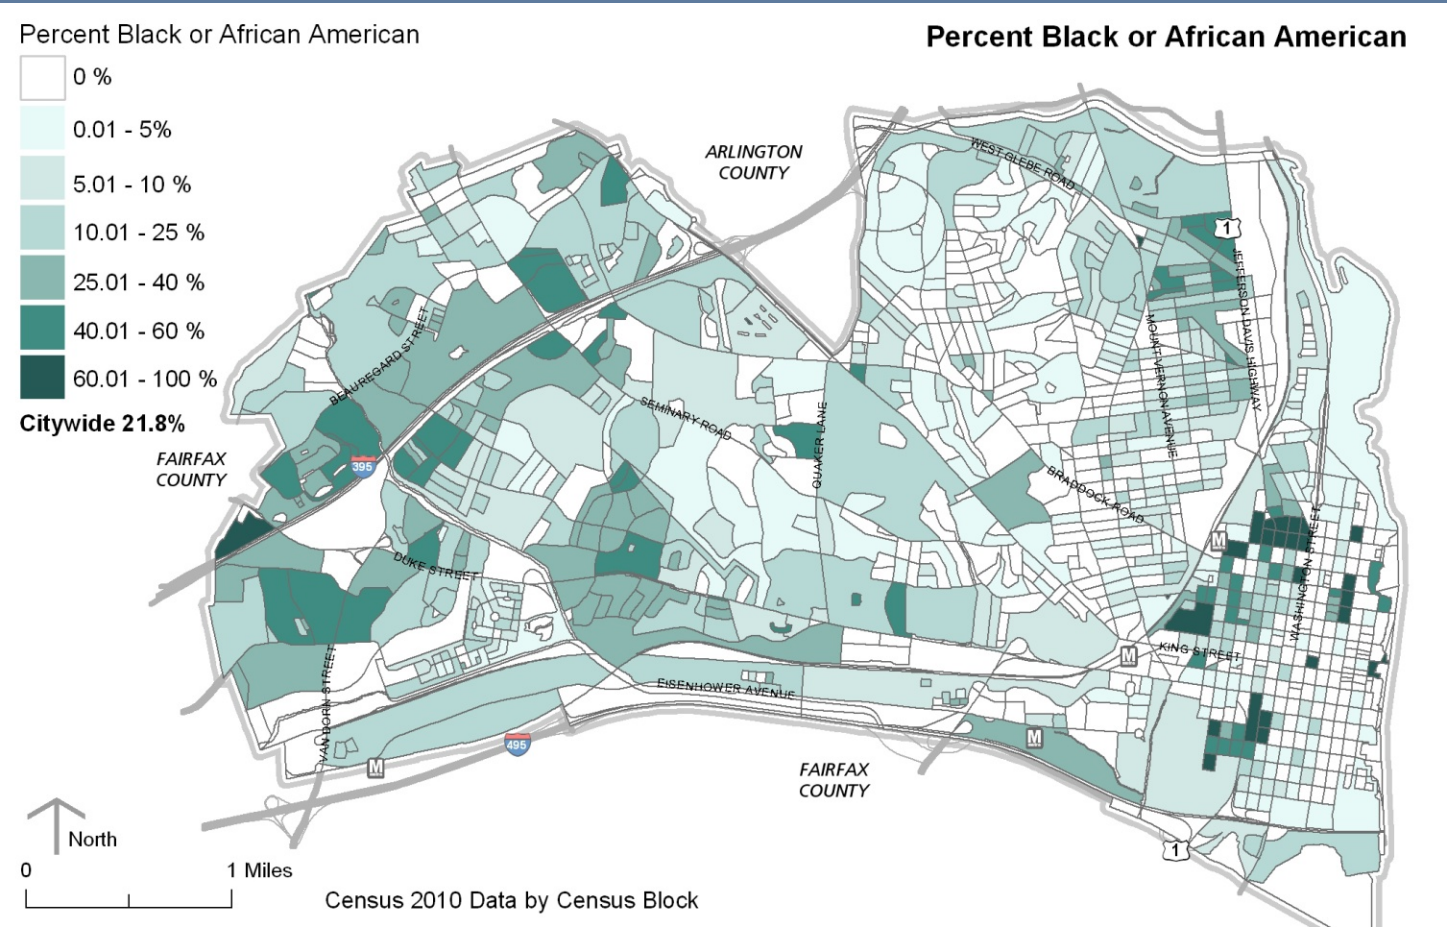 Percent Black or African American
Percent Black or African American
0 %
0.01 - 5%
5.01 - 10 %
10.01 - 25 %
25.01 - 40 %
40.01 - 60 %
60.01 - 100 %
Citywide 21.8%
ARLINGTON
COUNTY
WEST GLEBE ROAD
1
JEFFERSON DAVIS HIGHWAY
MOUNT VERNON AVENUE
BEAUREGARD STREET
SEMINARY ROAD
QUAKER LANE
FAIRFAX
COUNTY
395
BRADDOCK ROAD
M
WASHINGTON STREET
DUKE STREET
KING STREET
M
EISENHOWER AVENUE
VAN DORN STREET
M
495
M
FAIRFAX
COUNTY
1
North
0
1 Miles
Census 2010 Data by Census Block